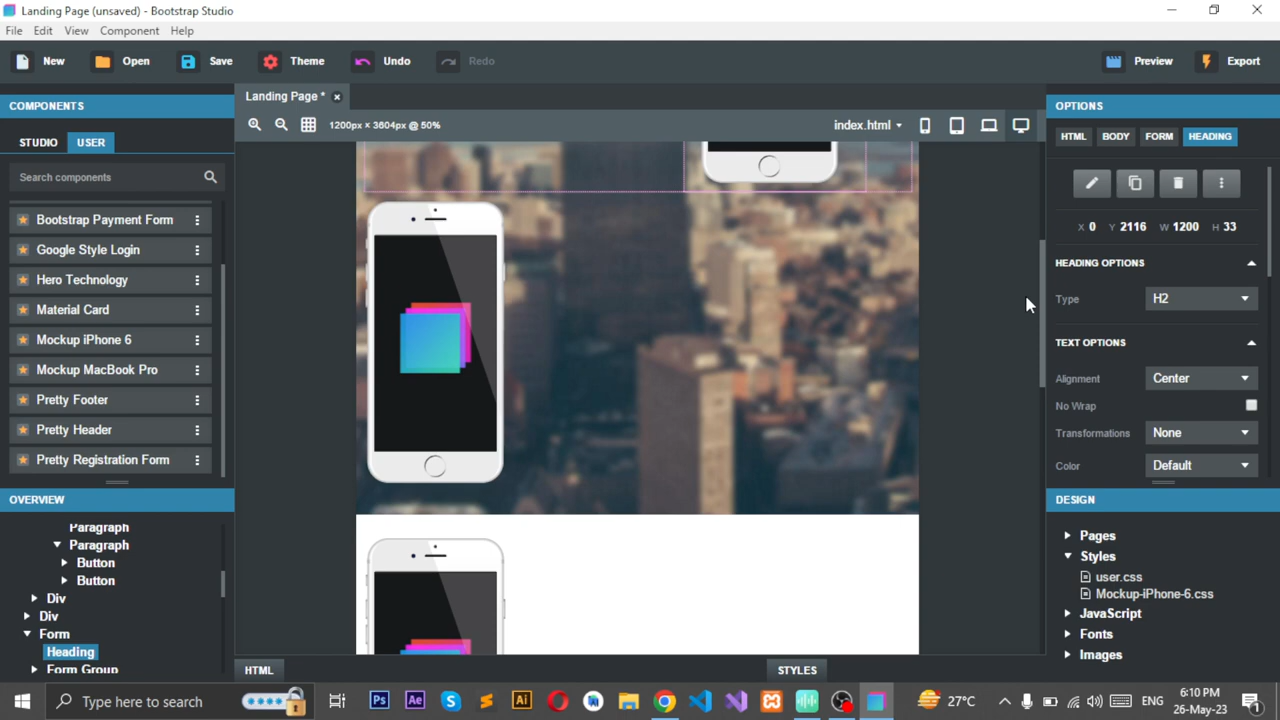 Landing Page (unsaved) - Bootstrap Studio
File Edit View Component Help
New Open Save Theme Undo Redo Preview Export
COMPONENTS
STUDIO USER
Search components
Bootstrap Payment Form
Google Style Login
Hero Technology
Material Card
Mockup iPhone 6
Mockup MacBook Pro
Pretty Footer
Pretty Header
Pretty Registration Form
OVERVIEW
Paragraph
Paragraph
Button
Button
Div
Div
Form
Heading
Form Group
Landing Page *
1200px × 3604px @ 50%
index.html
HTML STYLES
OPTIONS
HTML BODY FORM HEADING
X 0 Y 2116 W 1200 H 33
HEADING OPTIONS
Type H2
TEXT OPTIONS
Alignment Center
No Wrap
Transformations None
Color Default
DESIGN
Pages
Styles
user.css
Mockup-iPhone-6.css
JavaScript
Fonts
Images
Type here to search
Ps Ae Ai
27°C
ENG
6:10 PM
26-May-23
1